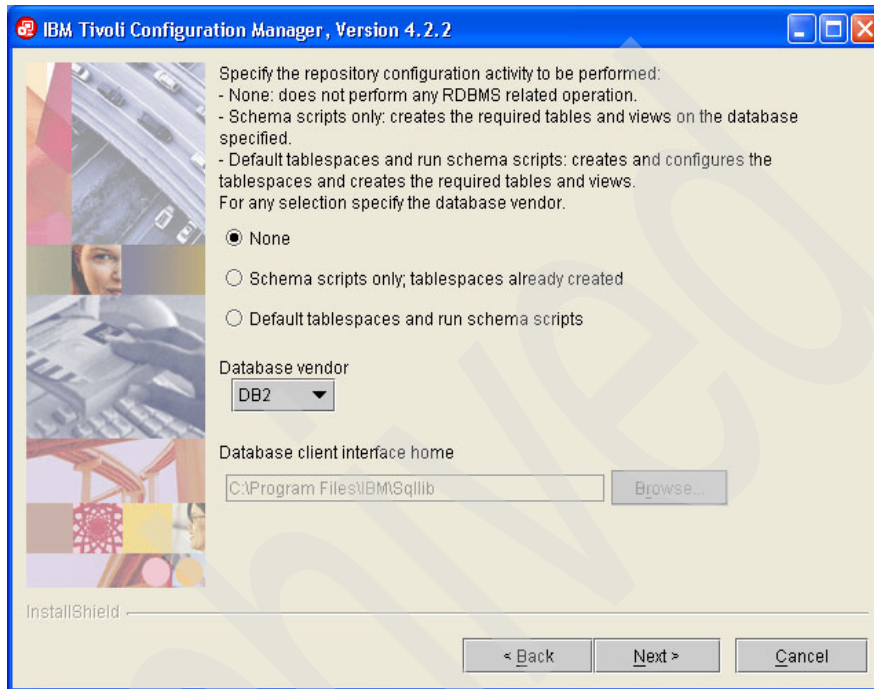 IBM Tivoli Configuration Manager, Version 4.2.2
Specify the repository configuration activity to be performed:
- None: does not perform any RDBMS related operation.
- Schema scripts only: creates the required tables and views on the database
specified.
- Default tablespaces and run schema scripts: creates and configures the
tablespaces and creates the required tables and views.
For any selection specify the database vendor.
None
Schema scripts only; tablespaces already created
Default tablespaces and run schema scripts
Database vendor
DB2
Database client interface home
C:\Program Files\IBM\Sqllib
Browse...
InstallShield
< Back
Next >
Cancel